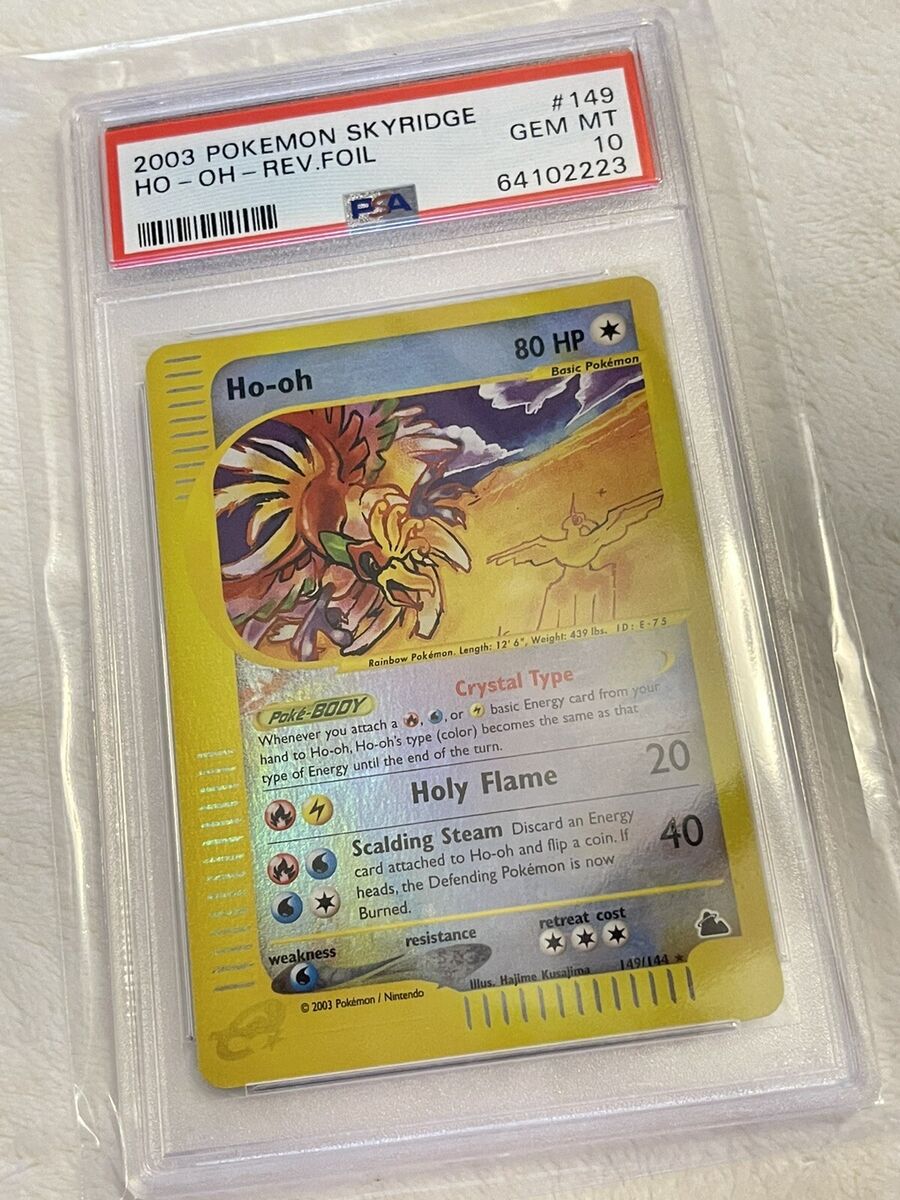 2003 POKEMON SKYRIDGE #149
HO-OH-REV.FOIL GEM MT
10
PSA 64102223
Ho-oh 80 HP
Basic Pokémon
Rainbow Pokémon. Length: 12' 6", Weight: 439 lbs. ID: E-75
Poké-BODY Crystal Type
Whenever you attach a , , or basic Energy card from your
hand to Ho-oh, Ho-oh's type (color) becomes the same as that
type of Energy until the end of the turn.
Holy Flame 20
Scalding Steam Discard an Energy
card attached to Ho-oh and flip a coin. If 40
heads, the Defending Pokémon is now
Burned.
weakness resistance retreat cost
Illus. Hajime Kusajima 149/144
© 2003 Pokémon / Nintendo